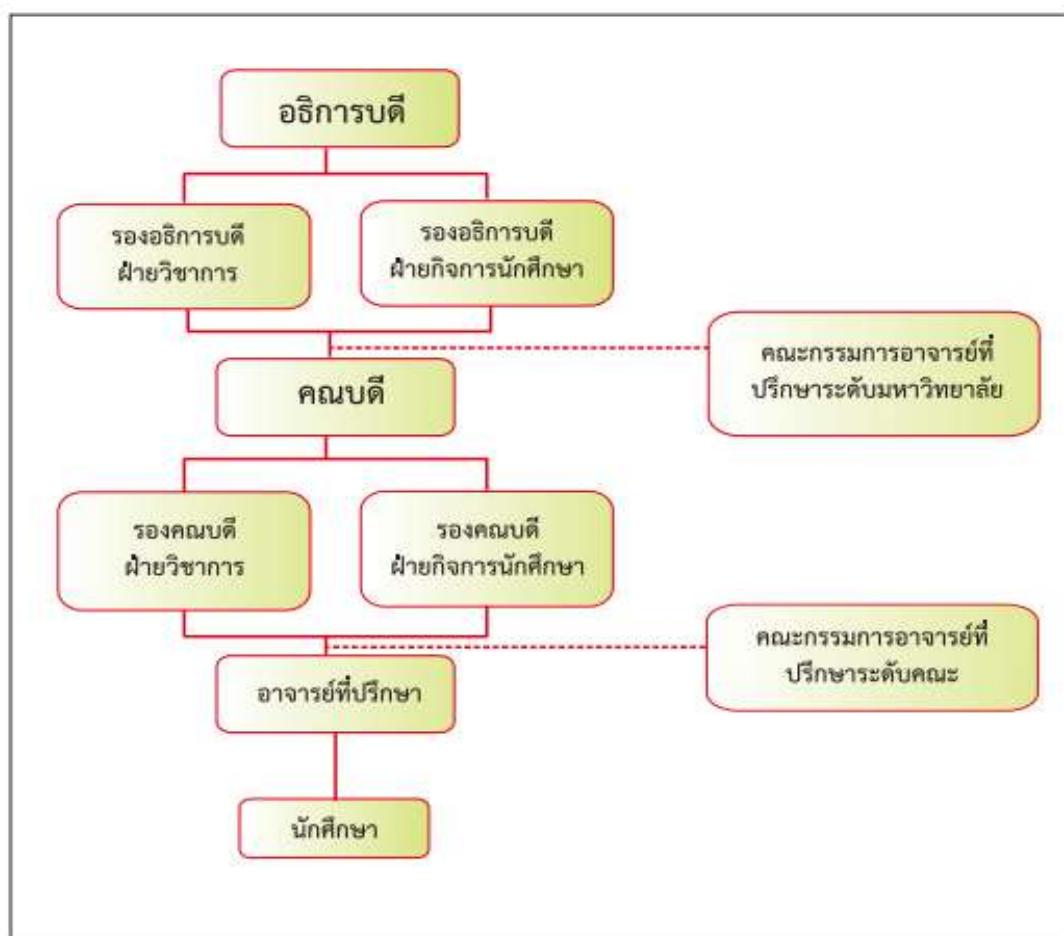 อธิการบดี
รองอธิการบดี
ฝ่ายวิชาการ
รองอธิการบดี
ฝ่ายกิจการนักศึกษา
คณะกรรมการอาจารย์ที่
ปรึกษาระดับมหาวิทยาลัย
คณบดี
รองคณบดี
ฝ่ายวิชาการ
รองคณบดี
ฝ่ายกิจการนักศึกษา
คณะกรรมการอาจารย์ที่
ปรึกษาระดับคณะ
อาจารย์ที่ปรึกษา
นักศึกษา